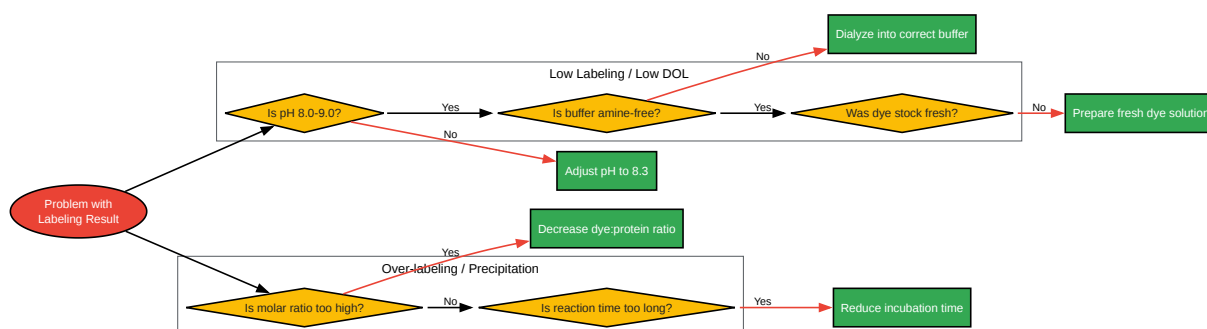 Dialyze into correct buffer
No
Low Labeling / Low DOL
Is pH 8.0-9.0?
Yes
Is buffer amine-free?
Yes
Was dye stock fresh?
No
Prepare fresh dye solution
No
Adjust pH to 8.3
Problem with
Labeling Result
Decrease dye:protein ratio
Yes
Over-labeling / Precipitation
Is molar ratio too high?
No
Is reaction time too long?
Yes
Reduce incubation time